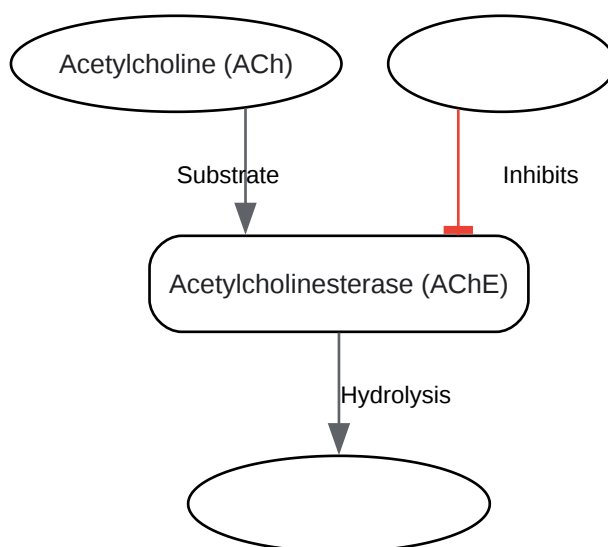 Acetylcholine (ACh)
Substrate
Inhibits
Acetylcholinesterase (AChE)
Hydrolysis